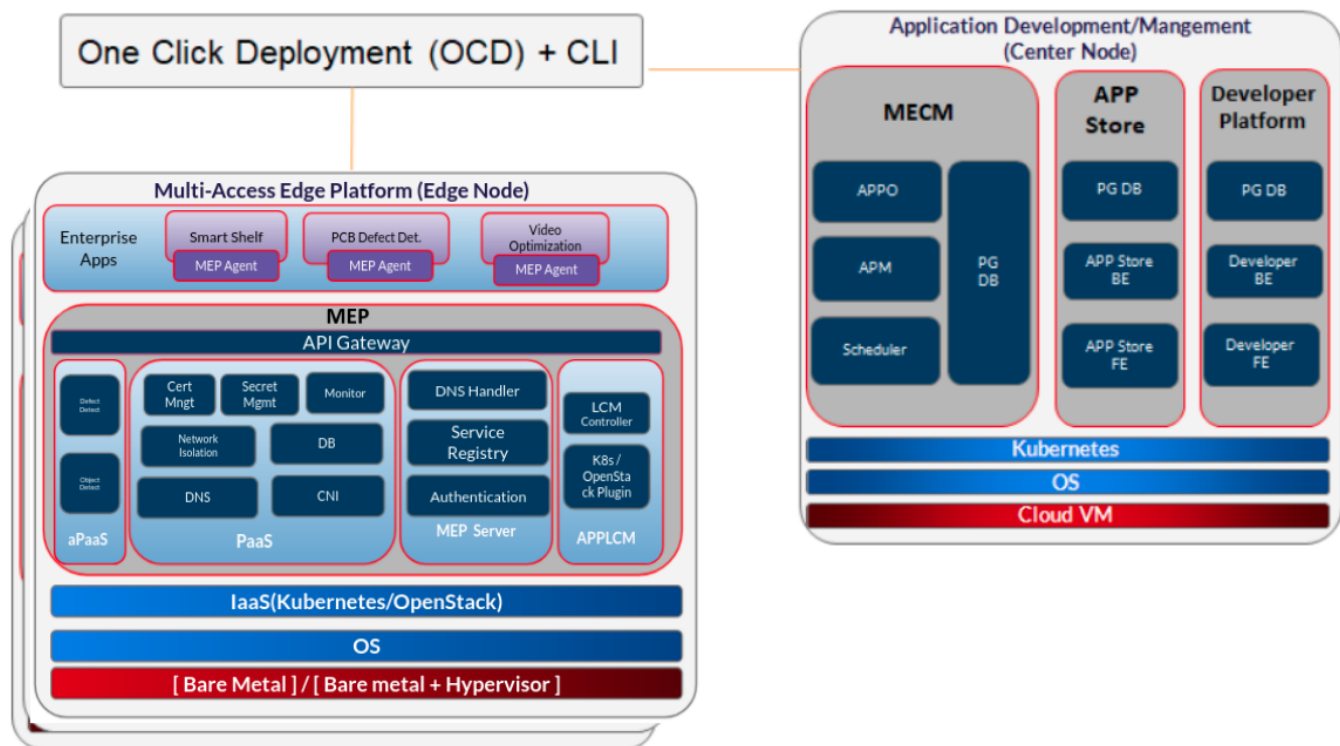 One Click Deployment (OCD) + CLI
Application Development/Mangement
(Center Node)
MECM
APPO
APM
Scheduler
PG
DB
APP
Store
PG DB
APP Store
BE
APP Store
FE
Developer
Platform
PG DB
Developer
BE
Developer
FE
Kubernetes
OS
Cloud VM
Multi-Access Edge Platform (Edge Node)
Enterprise
Apps
Smart Shelf
MEP Agent
PCB Defect Det.
MEP Agent
Video
Optimization
MEP Agent
MEP
API Gateway
Defect
Detect
Object
Detect
aPaaS
Cert
Mngt
Secret
Mgmt
Monitor
Network
Isolation
DB
DNS
CNI
PaaS
DNS Handler
Service
Registry
Authentication
MEP Server
LCM
Controller
K8s /
OpenSta
ck Plugin
APPLCM
IaaS(Kubernetes/OpenStack)
OS
[ Bare Metal ] / [ Bare metal + Hypervisor ]